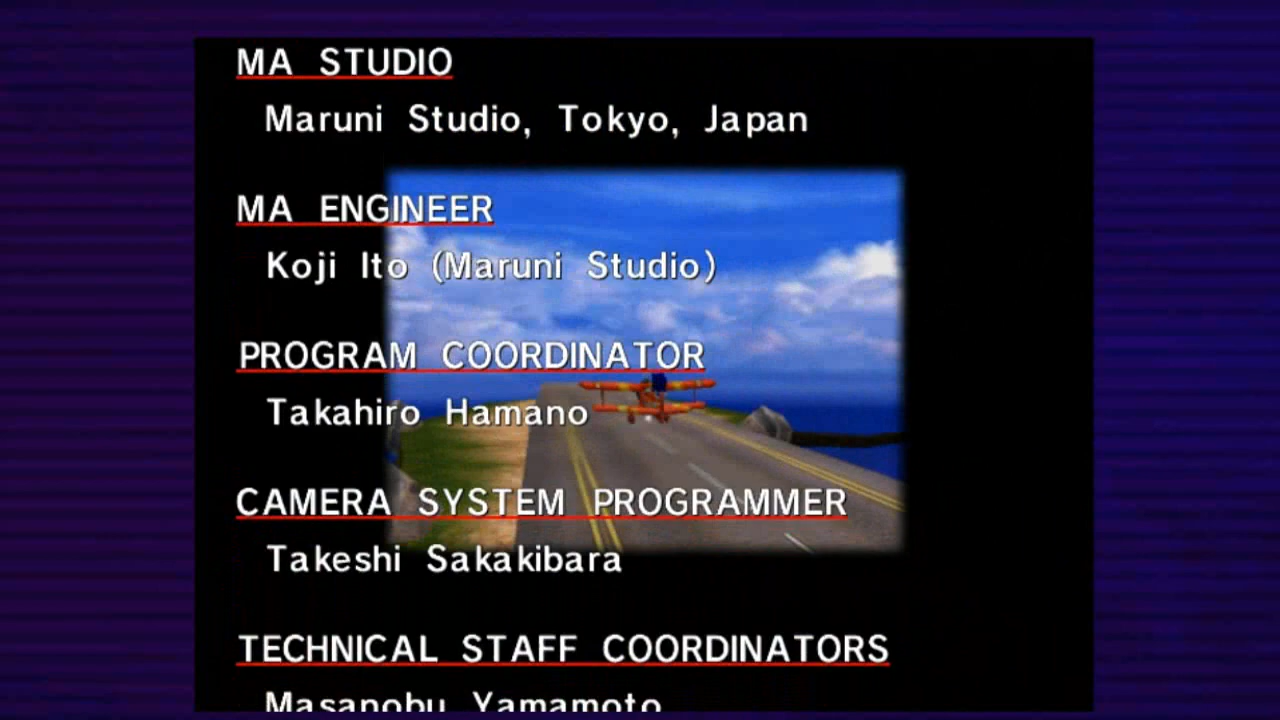 MA STUDIO
Maruni Studio, Tokyo, Japan
MA ENGINEER
Koji Ito (Maruni Studio)
PROGRAM COORDINATOR
Takahiro Hamano
CAMERA SYSTEM PROGRAMMER
Takeshi Sakakibara
TECHNICAL STAFF COORDINATORS
Masanobu Yamamoto